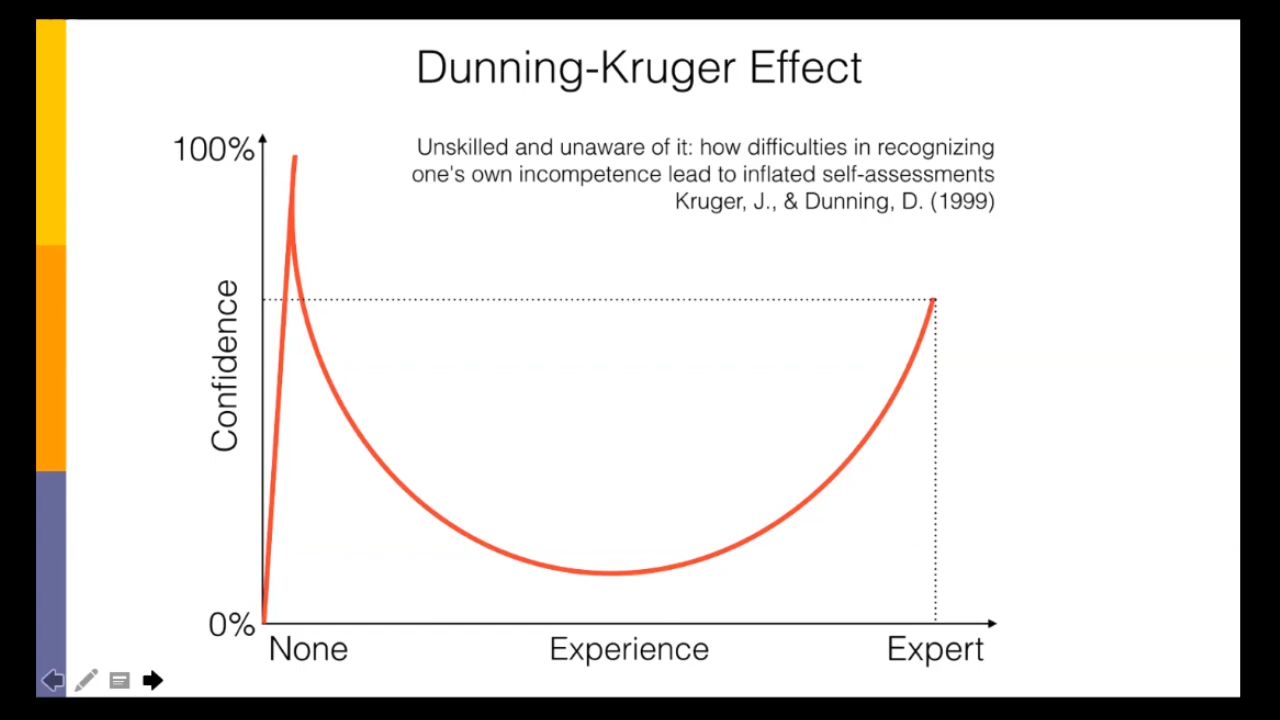 Dunning-Kruger Effect
Unskilled and unaware of it: how difficulties in recognizing
one's own incompetence lead to inflated self-assessments
Kruger, J., & Dunning, D. (1999)
100%
Confidence
0%
None
Experience
Expert